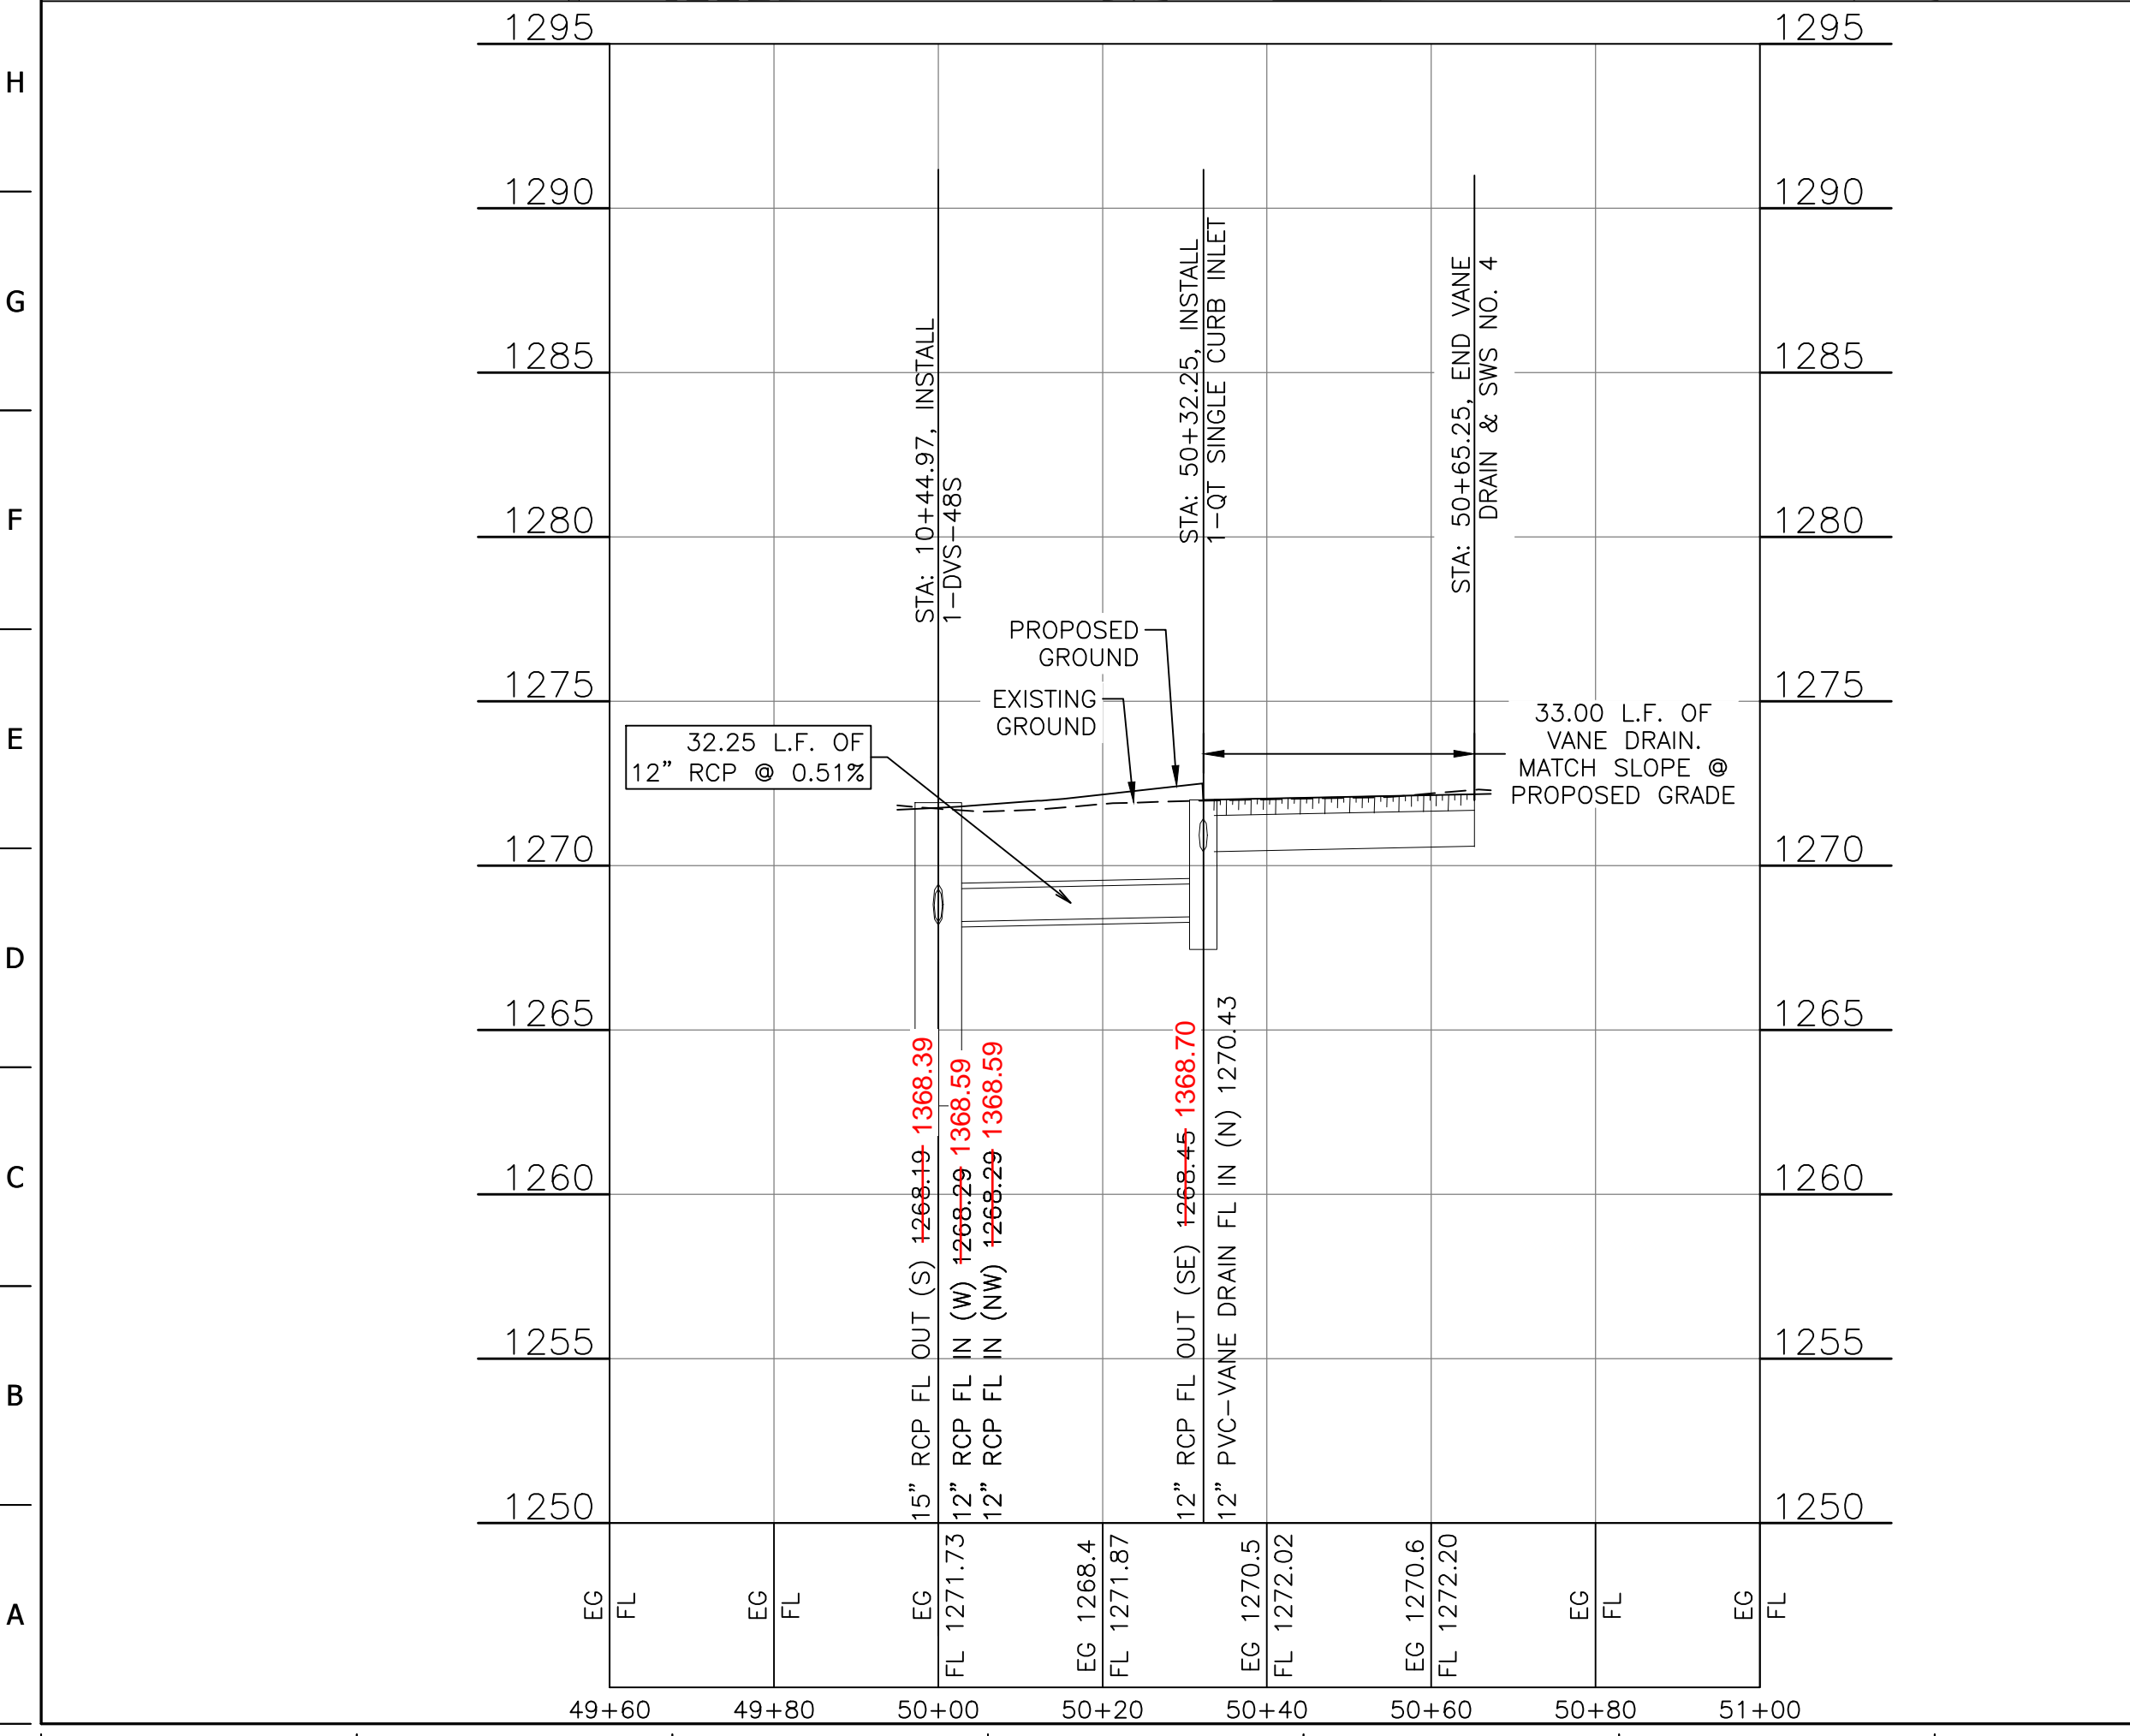 H
G
F
E
D
C
B
A
1295
1290
1285
1280
1275
1270
1265
1260
1255
1250
1295
1290
1285
1280
1275
1270
1265
1260
1255
1250
STA: 10+44.97, INSTALL
1-DVS-48S
STA: 50+32.25, INSTALL
1-QT SINGLE CURB INLET
STA: 50+65.25, END VANE
DRAIN & SWS NO. 4
PROPOSED
GROUND
EXISTING
GROUND
32.25 L.F. OF
12" RCP @ 0.51%
33.00 L.F. OF
VANE DRAIN.
MATCH SLOPE @
PROPOSED GRADE
15" RCP FL OUT (S) 1268.19 1368.39
12" RCP FL IN (W) 1268.29 1368.59
12" RCP FL IN (NW) 1268.29 1368.59
12" RCP FL OUT (SE) 1268.45 1368.70
12" PVC-VANE DRAIN FL IN (N) 1270.43
EG
FL
EG
FL
EG
FL 1271.73
EG 1268.4
FL 1271.87
EG 1270.5
FL 1272.02
EG 1270.6
FL 1272.20
EG
FL
EG
FL
49+60 49+80 50+00 50+20 50+40 50+60 50+80 51+00